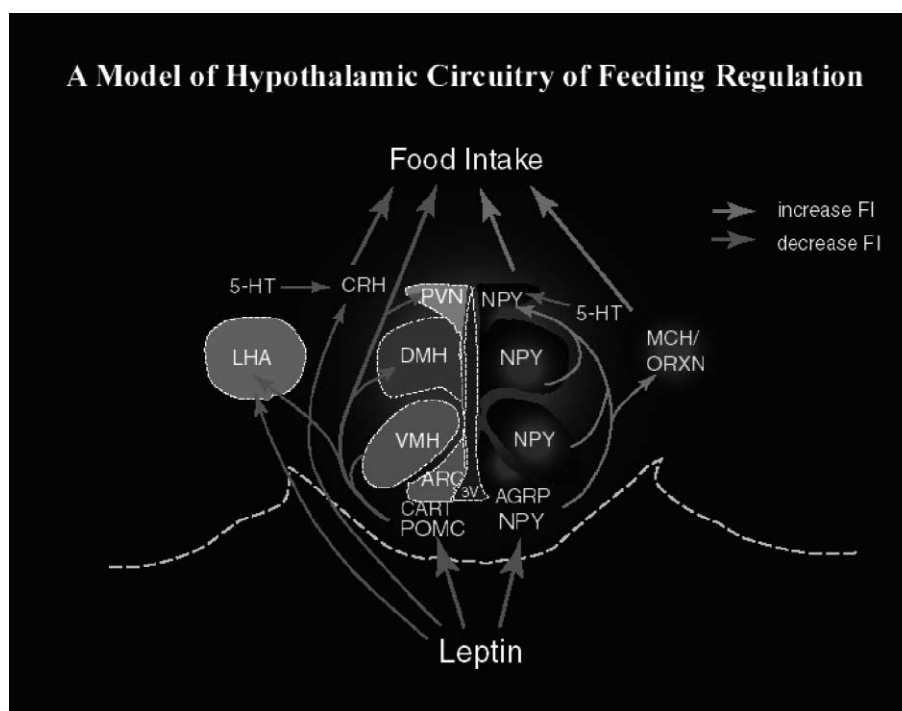 A Model of Hypothalamic Circuitry of Feeding Regulation
Food Intake
increase FI
decrease FI
5-HT
CRH
PVN
NPY
5-HT
LHA
DMH
NPY
MCH/
ORXN
VMH
NPY
ARC
3V
AGRP
NPY
CART
POMC
Leptin